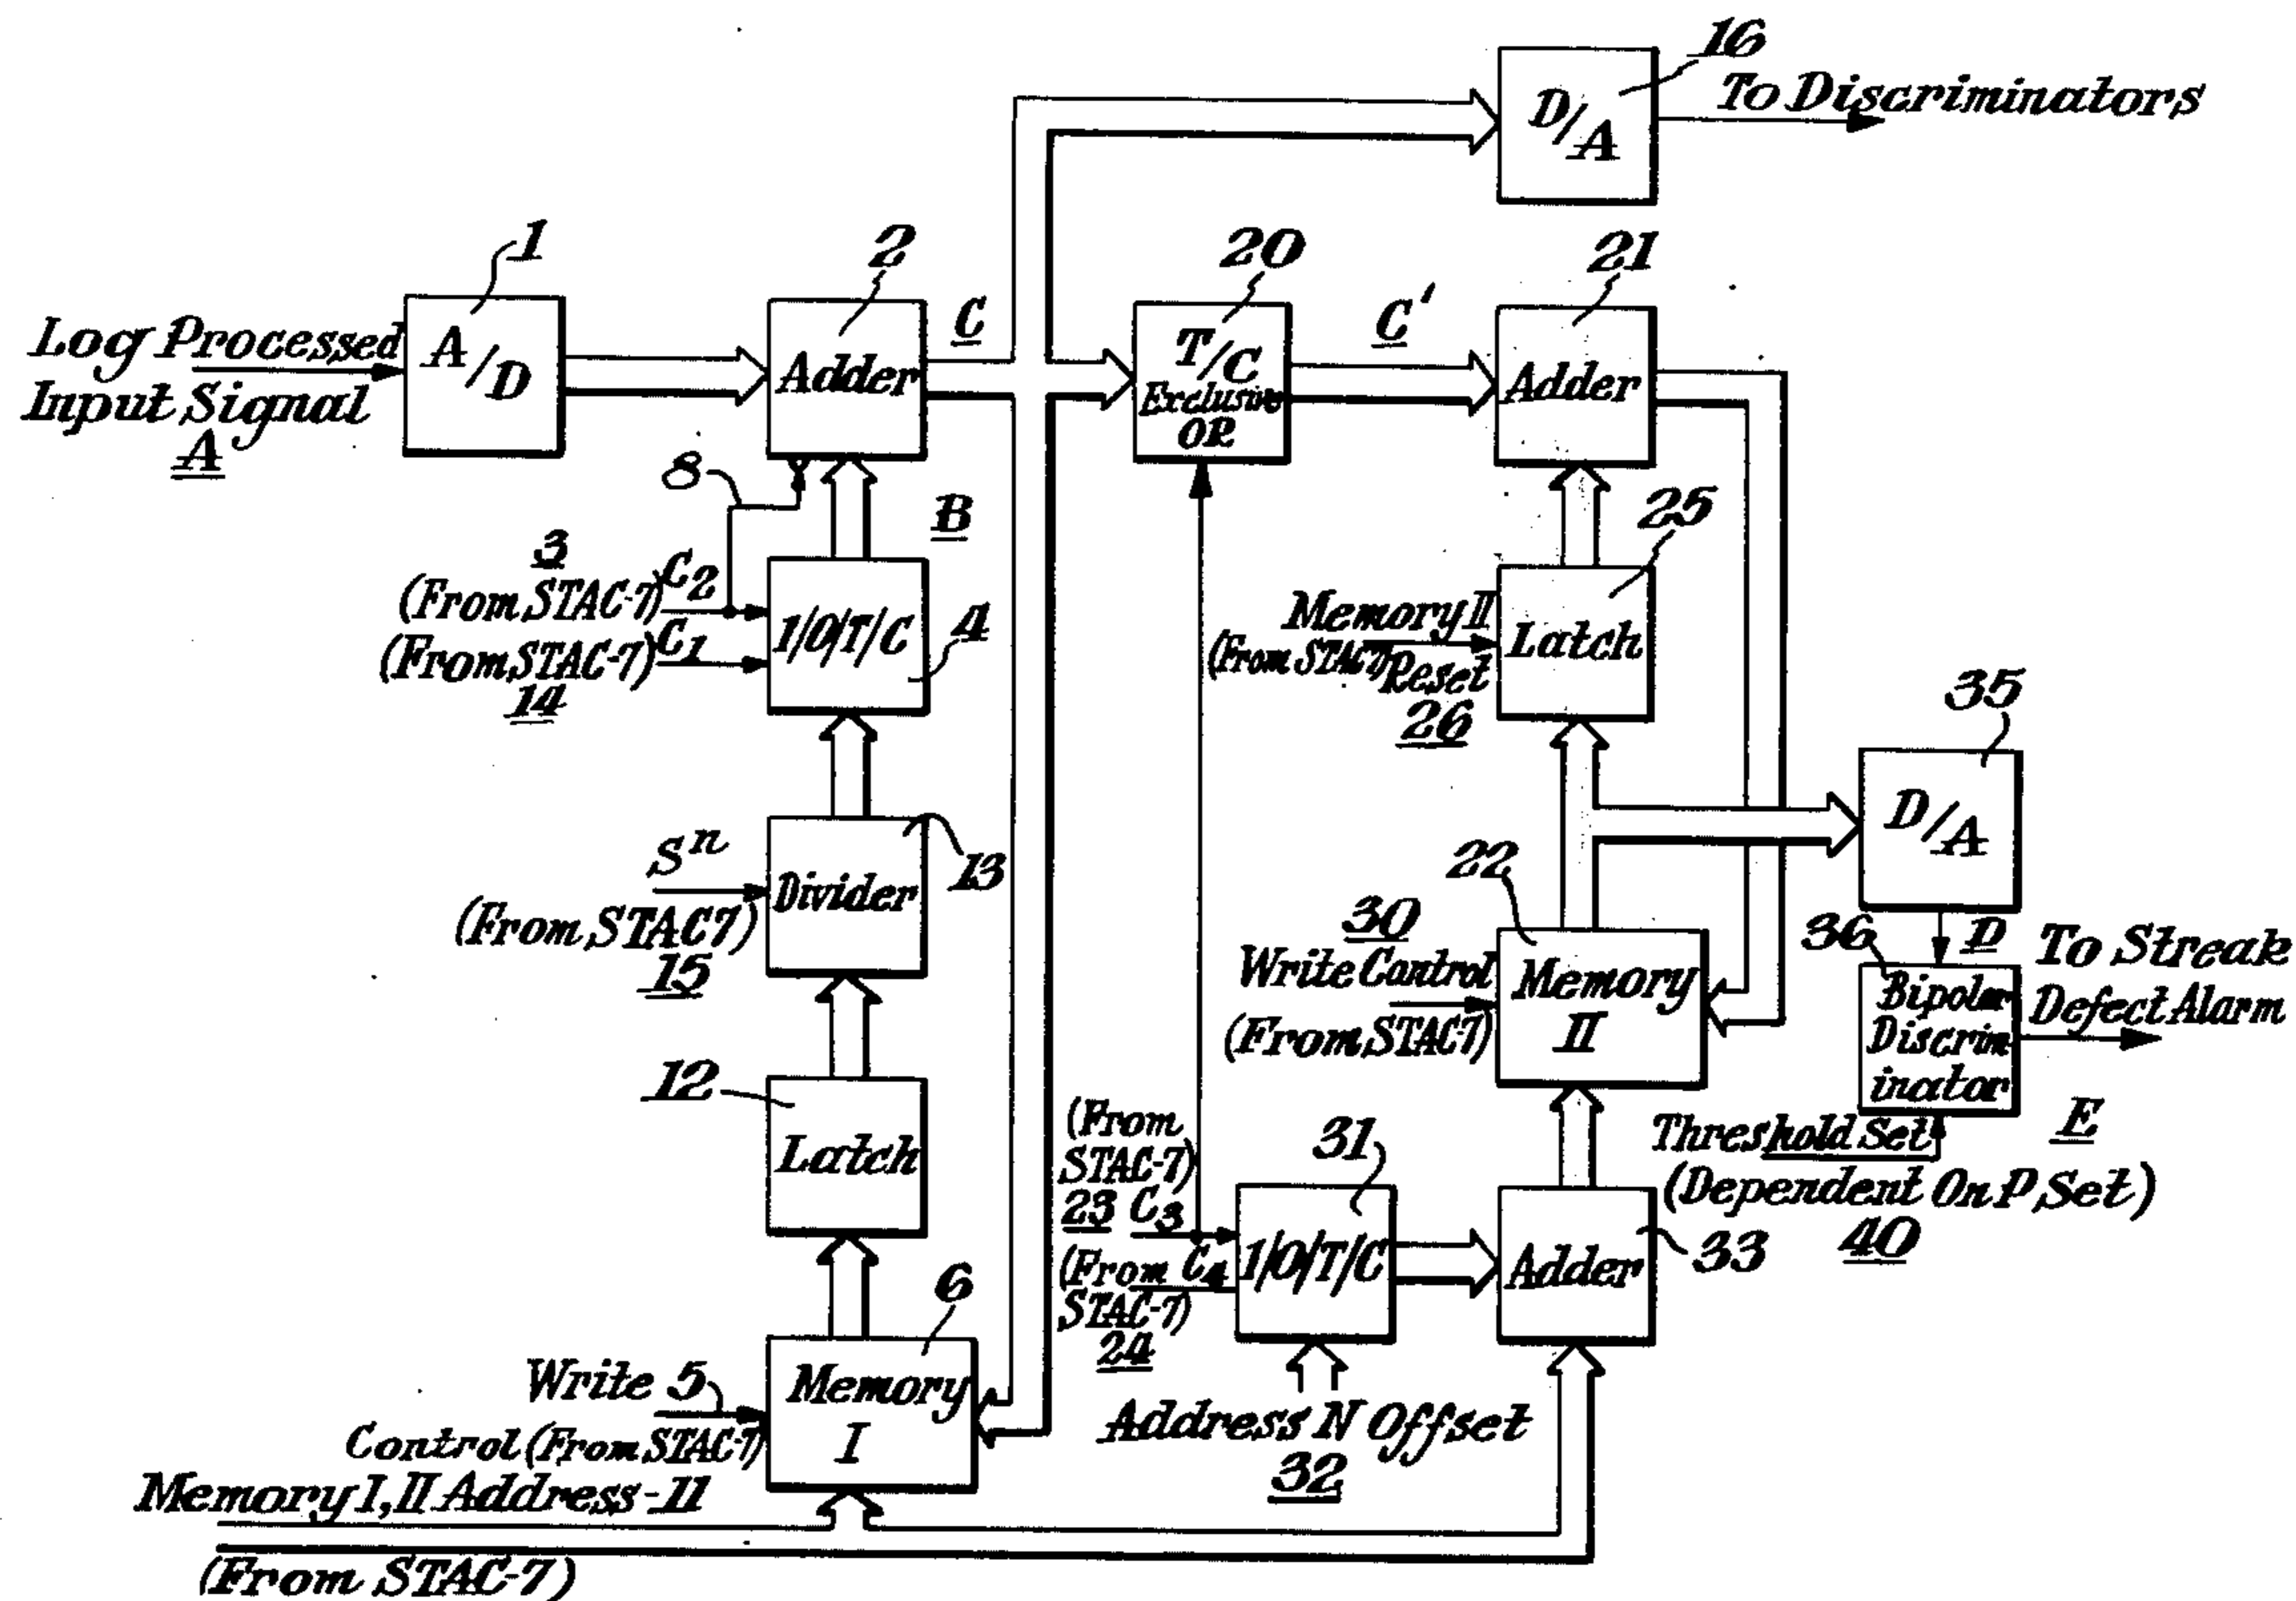 16
D/A
To Discriminators
1
2
20
21
Log Processed
Input Signal
A
A/D
Adder
C
T/C
Exclusive
OR
C'
Adder
8
B
25
3
(From STAC-7) C2
(From STAC-7) C1
14
1/0/T/C
4
Memory II
(From STAC7) Reset
26
Latch
35
D/A
Sn
(From STAC7)
15
Divider
13
22
30
Write Control
(From STAC-7)
Memory
II
36
D
Bipolar
Discrim
inator
To Streak
Defect Alarm
E
12
Latch
(From
STAC-7)
23 C3
(From C4
STAC-7)
24
31
1/0/T/C
Adder
33
Threshold Set
(Dependent On P Set)
40
6
Write 5
Control (From STAC-7)
Memory
I
Address N Offset
32
Memory I, II Address-11
(From STAC-7)